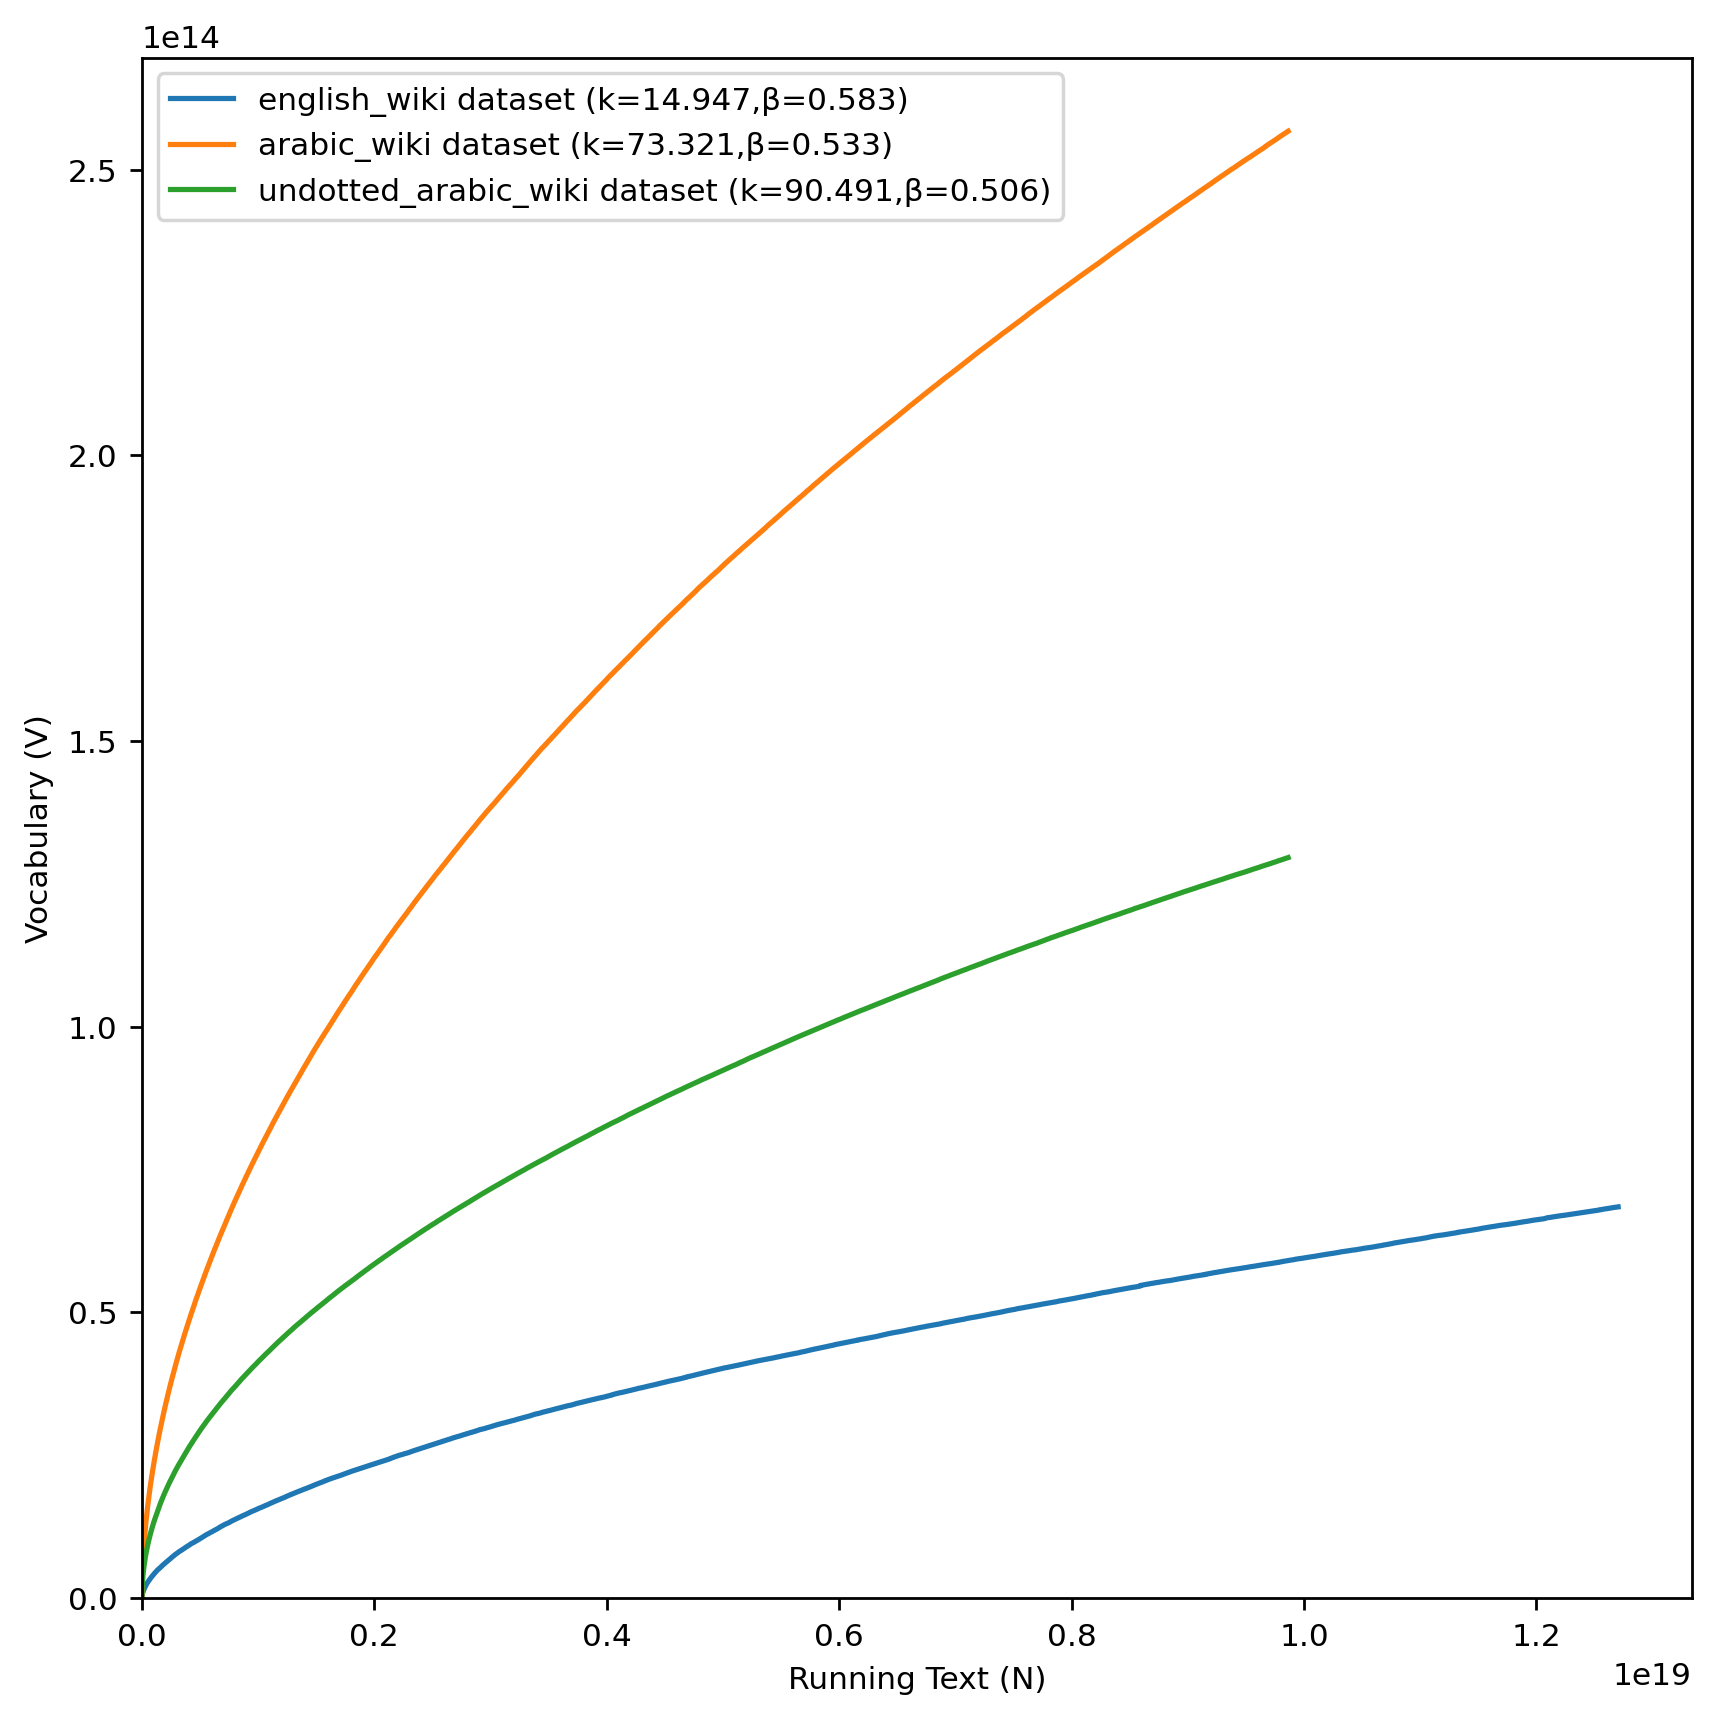 1e14
english_wiki dataset (k=14.947,β=0.583)
arabic_wiki dataset (k=73.321,β=0.533)
undotted_arabic_wiki dataset (k=90.491,β=0.506)
2.5
2.0
1.5
1.0
0.5
0.0
Vocabulary (V)
0.0 0.2 0.4 0.6 0.8 1.0 1.2
Running Text (N)
1e19